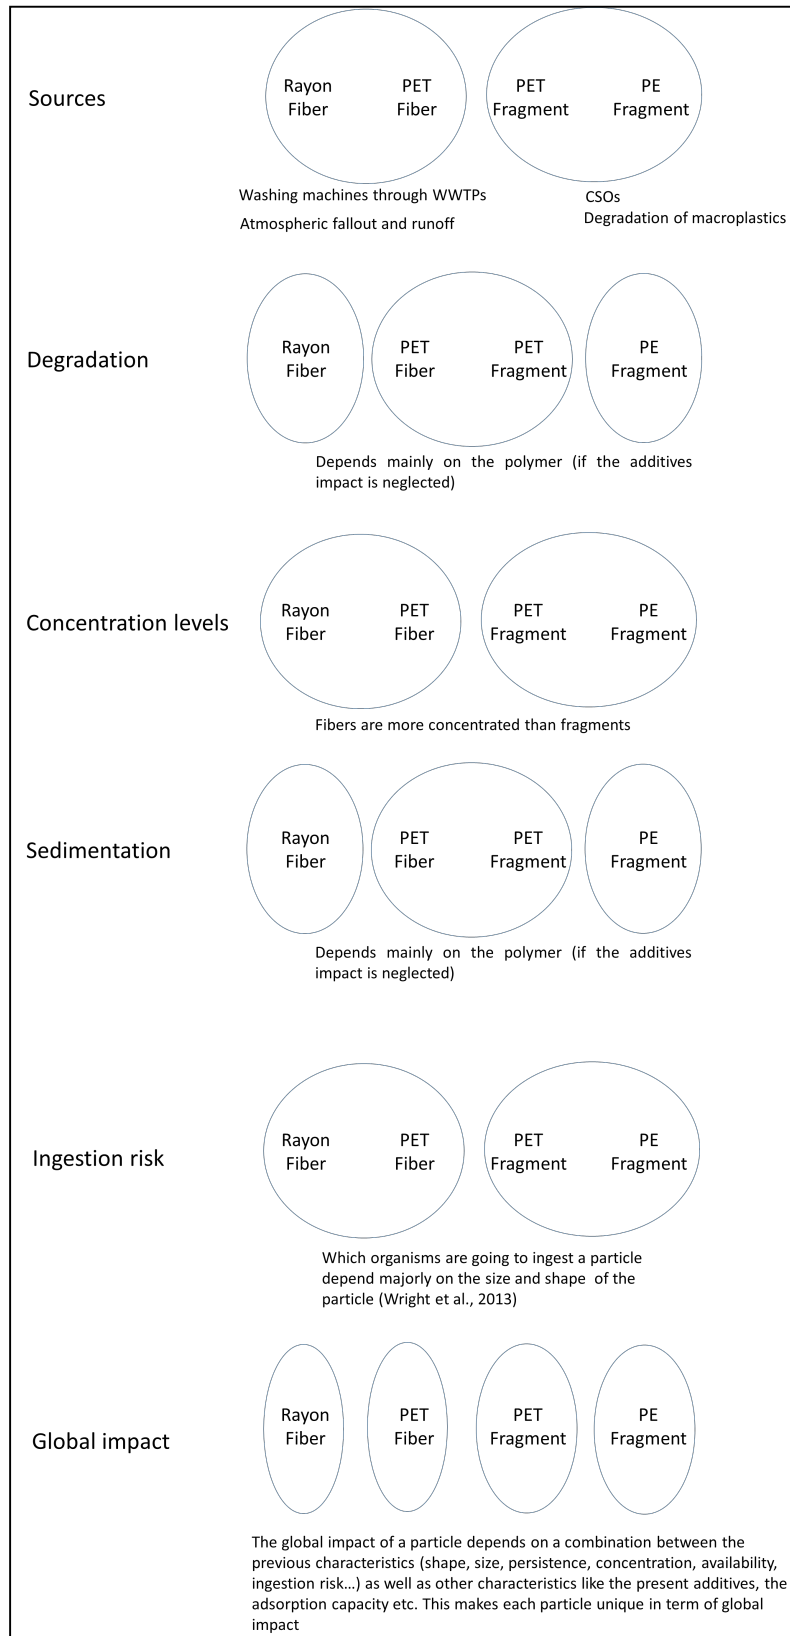 Sources
Rayon Fiber
PET Fiber
PET Fragment
PE Fragment
Washing machines through WWTPs
Atmospheric fallout and runoff
CSOs
Degradation of macroplastics
Degradation
Rayon Fiber
PET Fiber
PET Fragment
PE Fragment
Depends mainly on the polymer (if the additives
impact is neglected)
Concentration levels
Rayon Fiber
PET Fiber
PET Fragment
PE Fragment
Fibers are more concentrated than fragments
Sedimentation
Rayon Fiber
PET Fiber
PET Fragment
PE Fragment
Depends mainly on the polymer (if the additives
impact is neglected)
Ingestion risk
Rayon Fiber
PET Fiber
PET Fragment
PE Fragment
Which organisms are going to ingest a particle
depend majorly on the size and shape of the
particle (Wright et al., 2013)
Global impact
Rayon Fiber
PET Fiber
PET Fragment
PE Fragment
The global impact of a particle depends on a combination between the
previous characteristics (shape, size, persistence, concentration, availability,
ingestion risk...) as well as other characteristics like the present additives, the
adsorption capacity etc. This makes each particle unique in term of global
impact